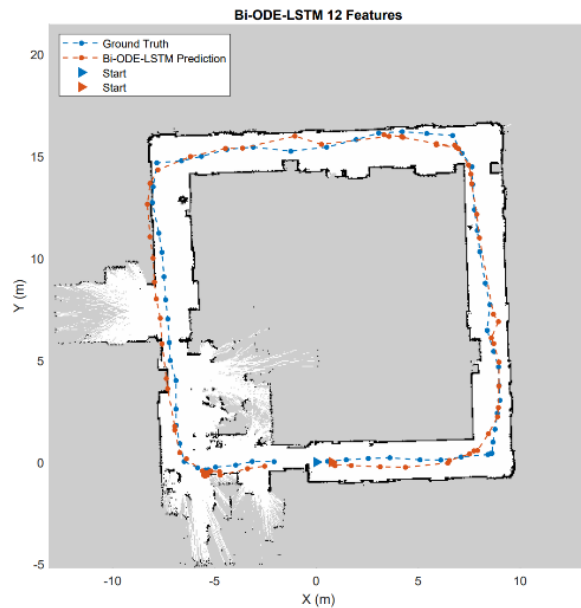 Bi-ODE-LSTM 12 Features
Ground Truth
Bi-ODE-LSTM Prediction
Start
Start
20
15
10
5
0
-5
Y (m)
-10
-5
0
5
10
X (m)